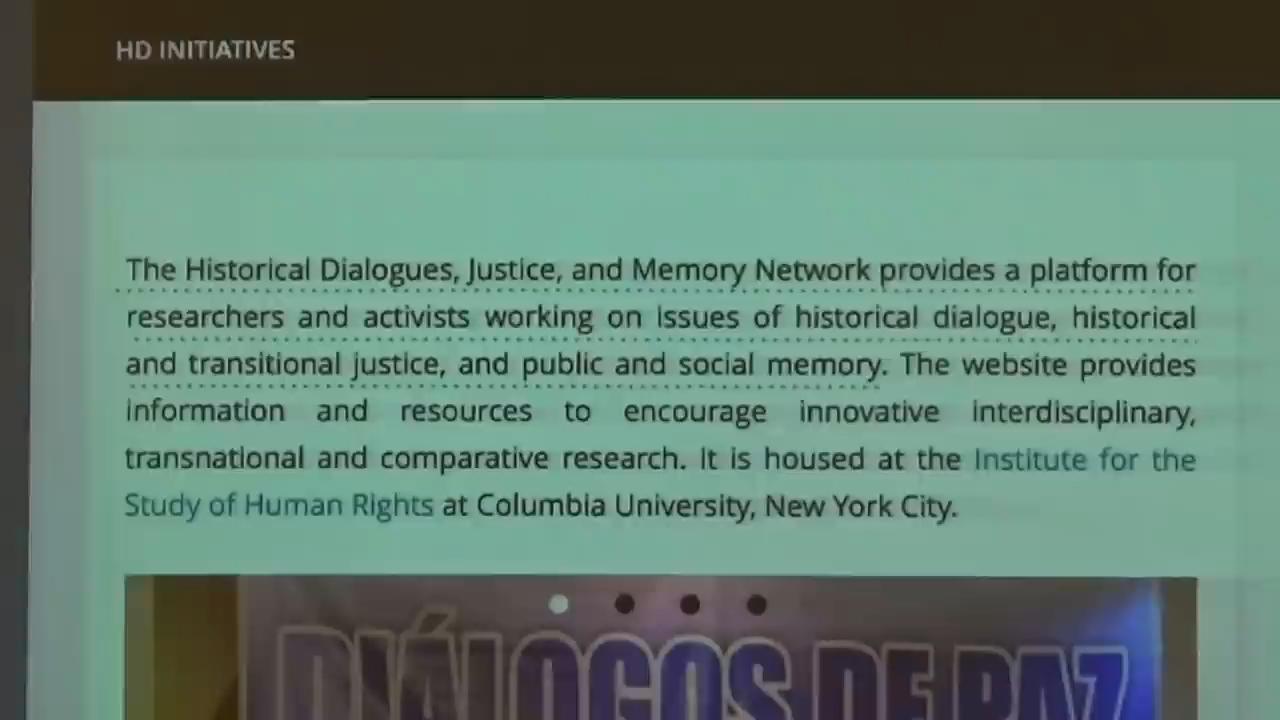 HD INITIATIVES
The Historical Dialogues, Justice, and Memory Network provides a platform for
researchers and activists working on issues of historical dialogue, historical
and transitional justice, and public and social memory. The website provides
information and resources to encourage innovative interdisciplinary,
transnational and comparative research. It is housed at the Institute for the
Study of Human Rights at Columbia University, New York City.
DIÁLOGOS DE PAZ